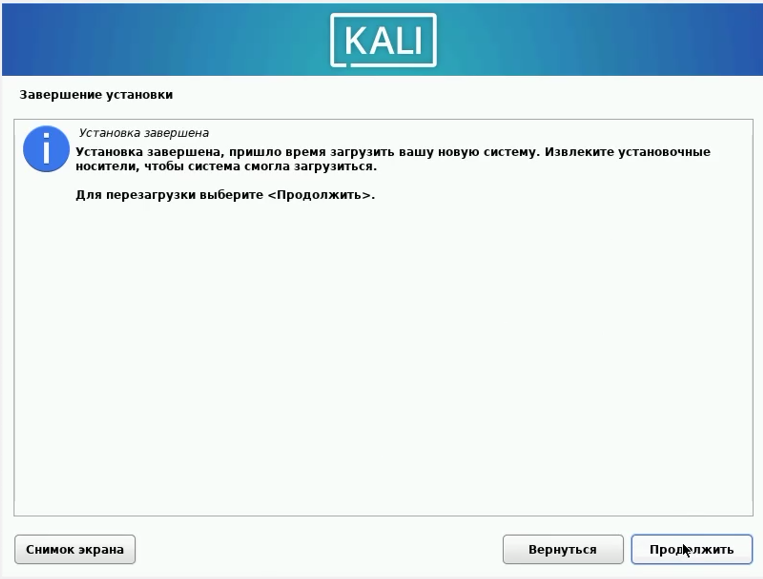 KALI
Завершение установки
Установка завершена
Установка завершена, пришло время загрузить вашу новую систему. Извлеките установочные
носители, чтобы система смогла загрузиться.
Для перезагрузки выберите <Продолжить>.
Снимок экрана
Вернуться
Продолжить